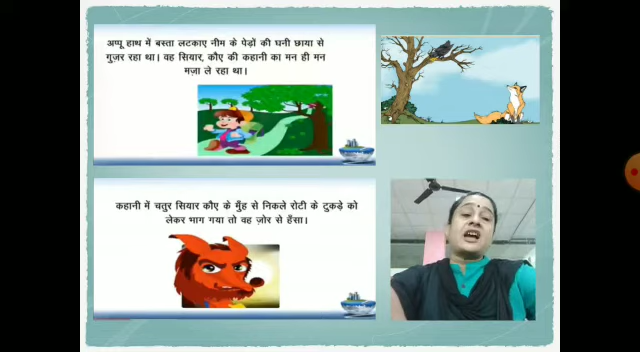 अप्पू हाथ में बस्ता लटकाए नीम के पेड़ों की घनी छाया से
गुज़र रहा था। वह सियार, कौए की कहानी का मन ही मन
मज़ा ले रहा था।
कहानी में चतुर सियार कौए के मुँह से निकले रोटी के टुकड़े को
लेकर भाग गया तो वह ज़ोर से हँसा।